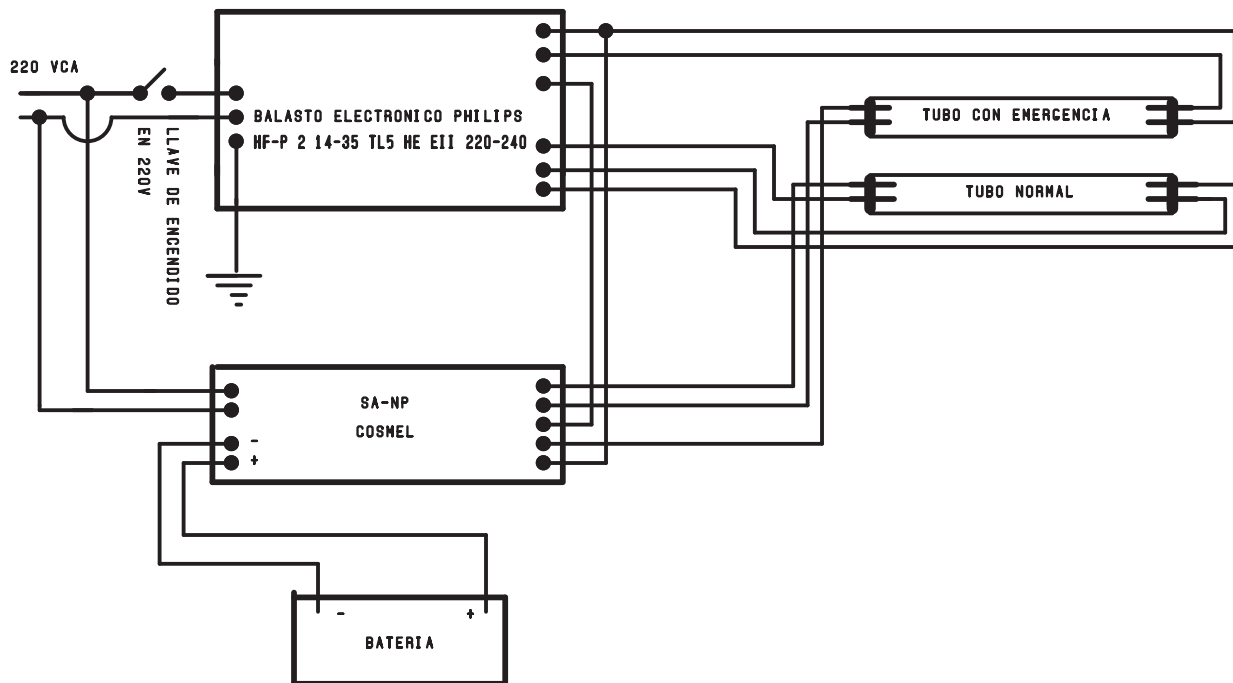 220 VCA
BALASTO ELECTRONICO PHILIPS
HF-P 2 14-35 TL5 HE EII 220-240
LLAVE DE ENCENDIDO
EN 220V
TUBO CON EMERGENCIA
TUBO NORMAL
SA-NP
COSMEL
-
+
- +
BATERIA